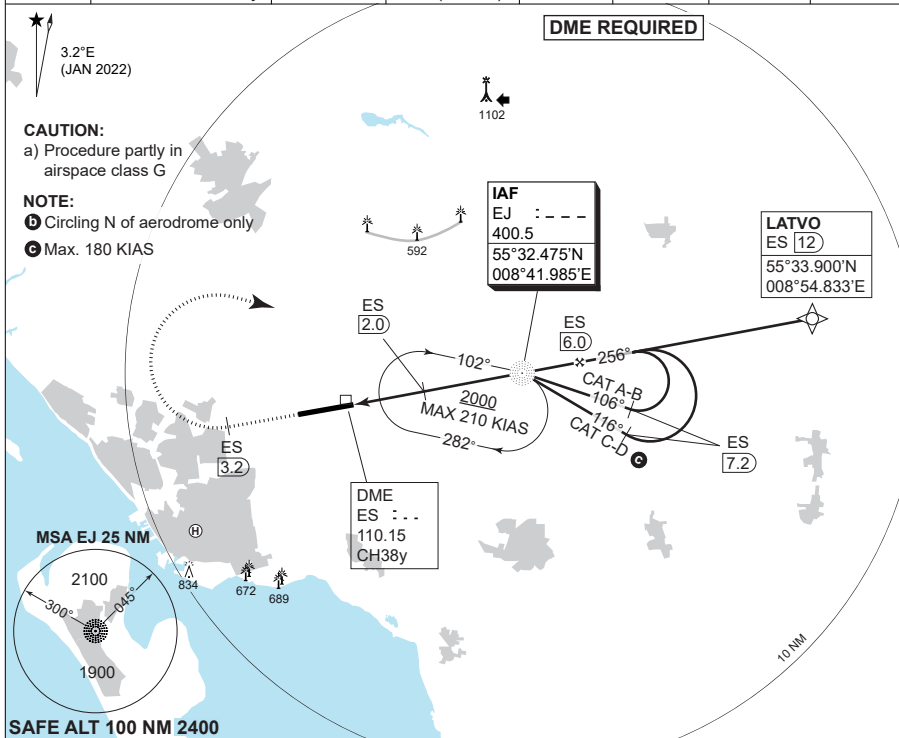 DME REQUIRED
3.2°E
(JAN 2022)
1102
CAUTION:
a) Procedure partly in
airspace class G
NOTE:
b Circling N of aerodrome only
c Max. 180 KIAS
592
IAF
EJ : _ _ _ _
400.5
55°32.475'N
008°41.985'E
LATVO
ES 12
55°33.900'N
008°54.833'E
ES
2.0
ES
6.0
102°
256°
CAT A-B
106°
2000
MAX 210 KIAS
116°
CAT C-D c
282°
ES
7.2
ES
3.2
DME
ES : - -
110.15
CH38y
H
MSA EJ 25 NM
2100
300°
045°
1900
834
672
689
10 NM
SAFE ALT 100 NM 2400